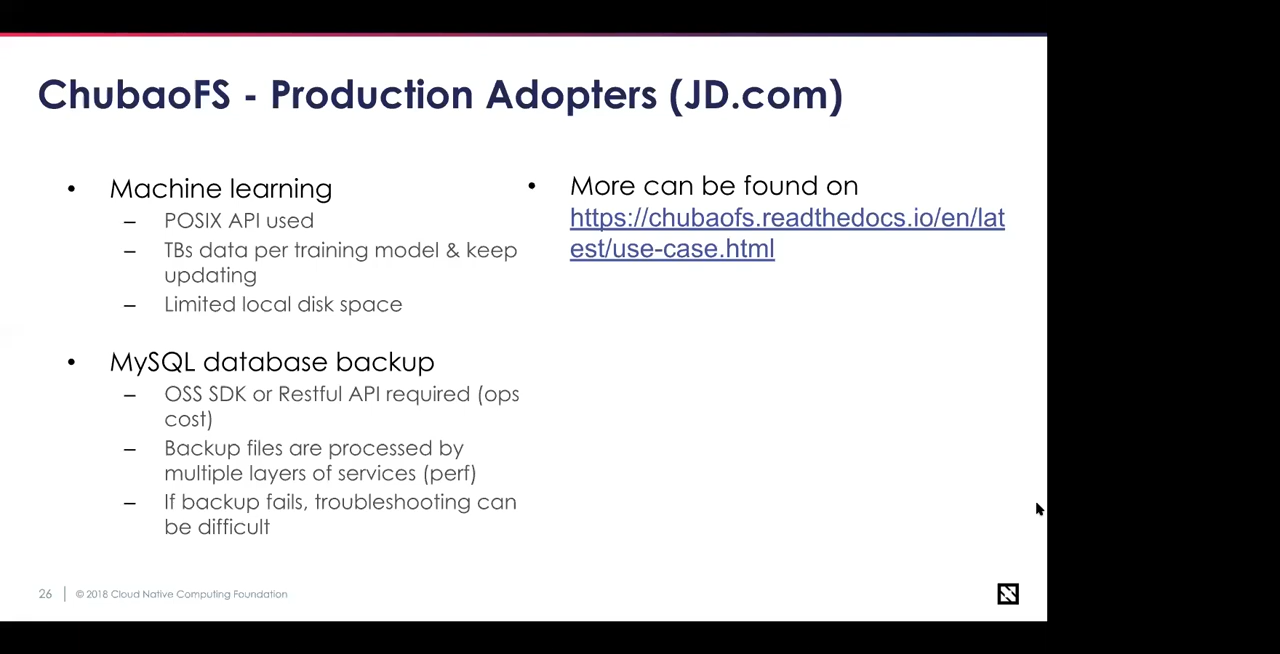 ChubaoFS - Production Adopters (JD.com)
• Machine learning
– POSIX API used
– TBs data per training model & keep
updating)
– Limited local disk space
• MySQL database backup
– OSS SDK or Restful API required (ops
cost)
– Backup files are processed by
multiple layers of services (perf)
– If backup fails, troubleshooting can
be difficult
• More can be found on
https://chubaofs.readthedocs.io/en/lat
est/use-case.html
26 | © 2018 Cloud Native Computing Foundation